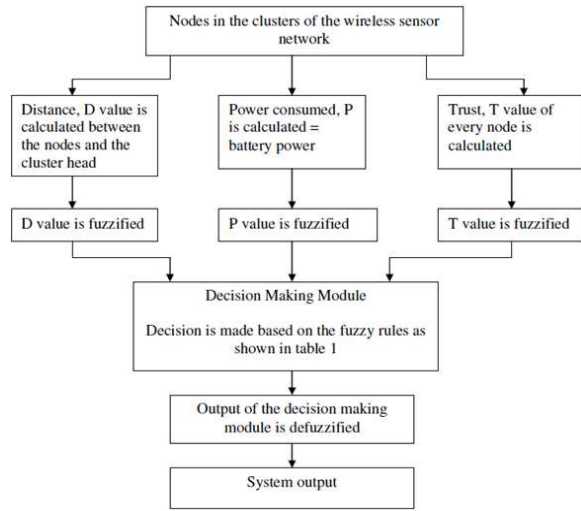 Nodes in the clusters of the wireless sensor
network
Distance, D value is
calculated between
the nodes and the
cluster head
Power consumed, P
is calculated =
battery power
Trust, T value of
every node is
calculated
D value is fuzzified
P value is fuzzified
T value is fuzzified
Decision Making Module
Decision is made based on the fuzzy rules as
shown in table 1
Output of the decision making
module is defuzzified
System output